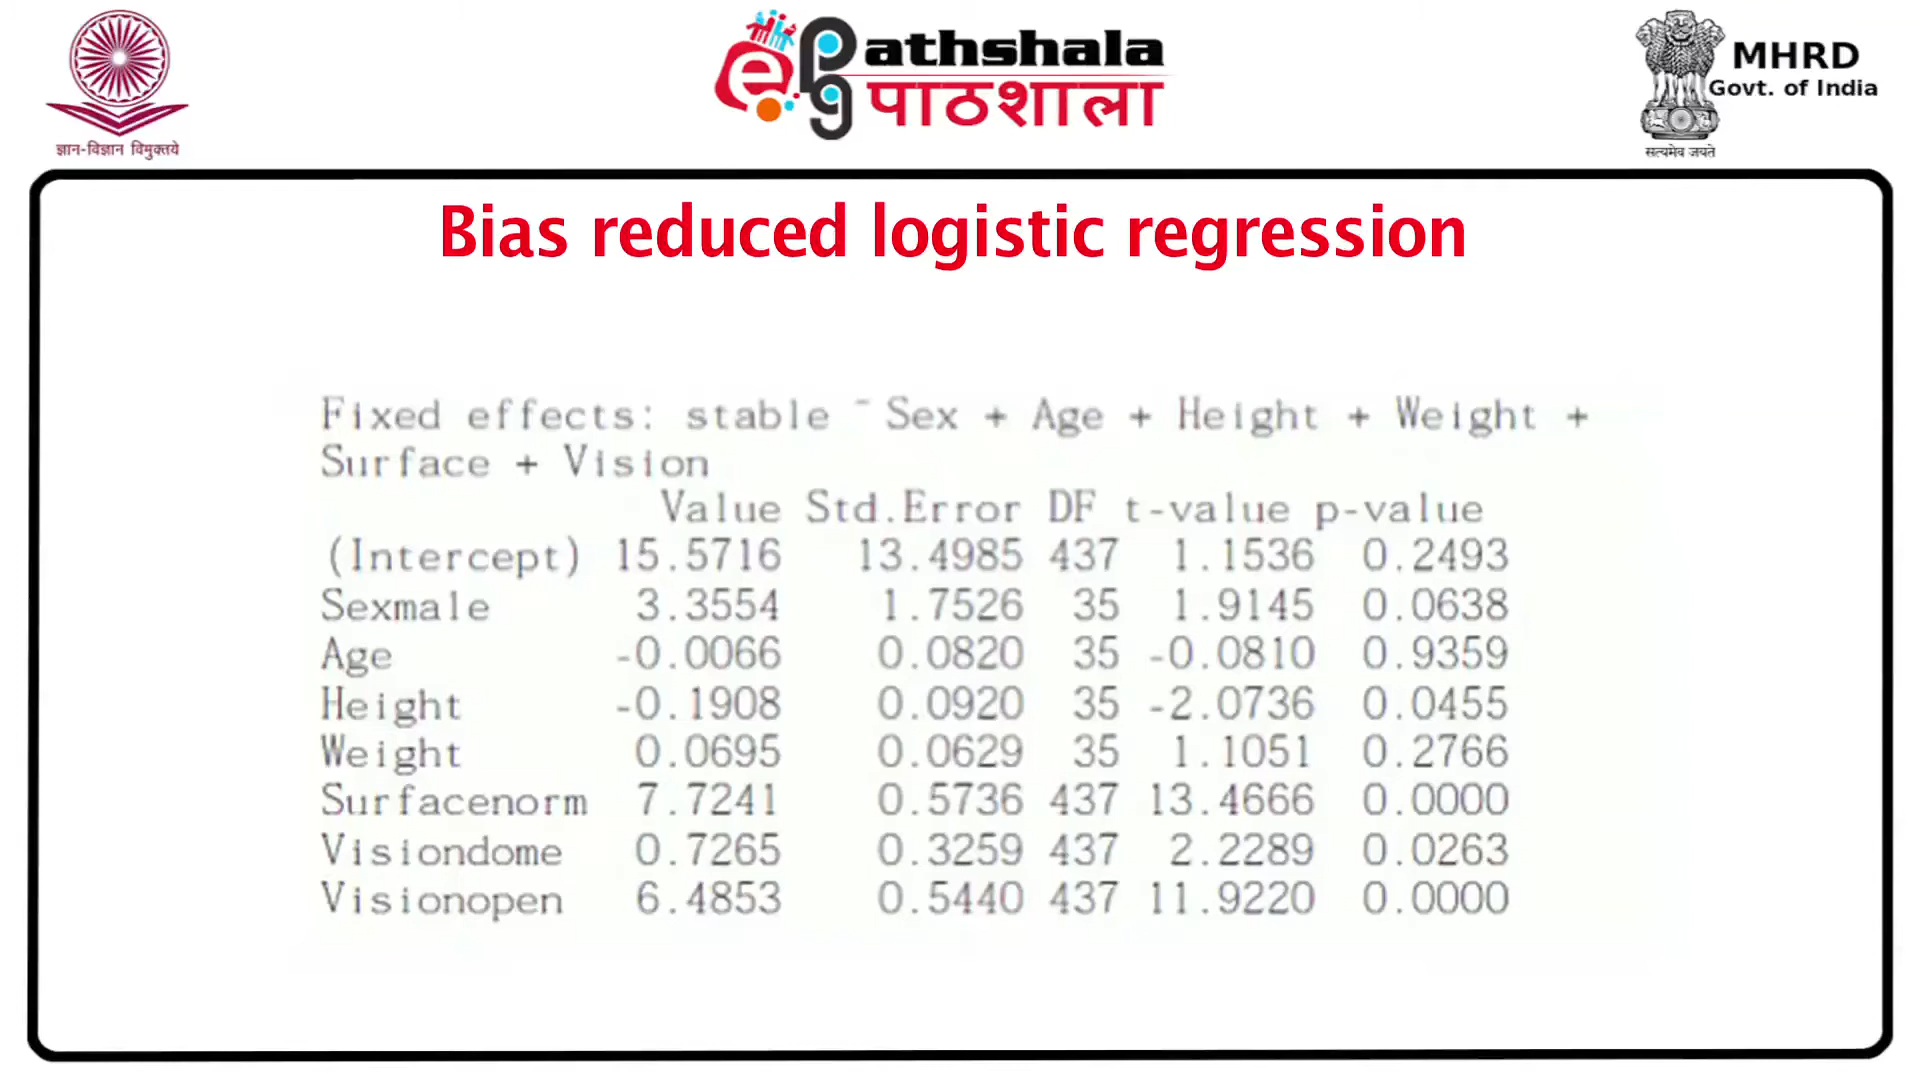 ज्ञान-विज्ञान विमुक्तये
epg athshala
पाठशाला
MHRD
Govt. of India
सत्यमेव जयते
Bias reduced logistic regression
Fixed effects: stable ~ Sex + Age + Height + Weight +
Surface + Vision
Value Std.Error DF t-value p-value
(Intercept) 15.5716 13.4985 437 1.1536 0.2493
Sexmale 3.3554 1.7526 35 1.9145 0.0638
Age -0.0066 0.0820 35 -0.0810 0.9359
Height -0.1908 0.0920 35 -2.0736 0.0455
Weight 0.0695 0.0629 35 1.1051 0.2766
Surfacenorm 7.7241 0.5736 437 13.4666 0.0000
Visiondome 0.7265 0.3259 437 2.2289 0.0263
Visionopen 6.4853 0.5440 437 11.9220 0.0000